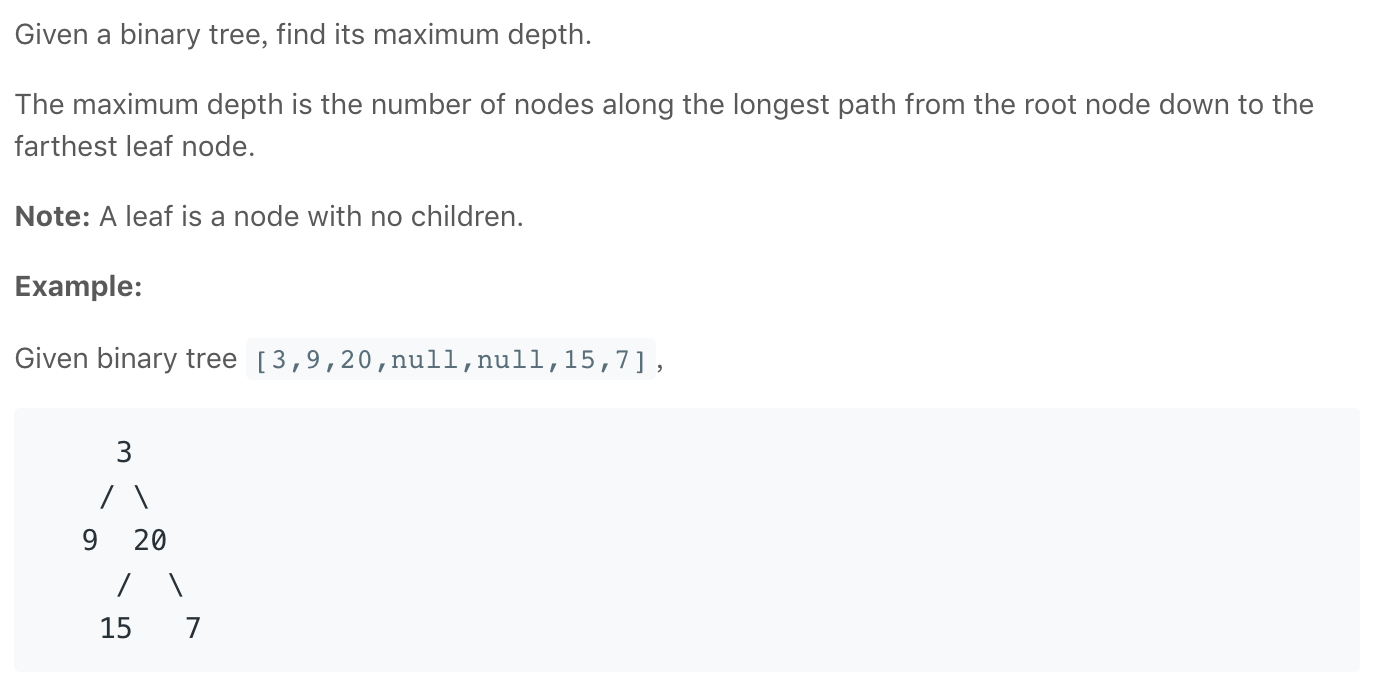 Given a binary tree, find its maximum depth.
The maximum depth is the number of nodes along the longest path from the root node down to the
farthest leaf node.
Note: A leaf is a node with no children.
Example:
Given binary tree [3,9,20,null,null,15,7],
    3
   / \
  9  20
    /  \
   15   7